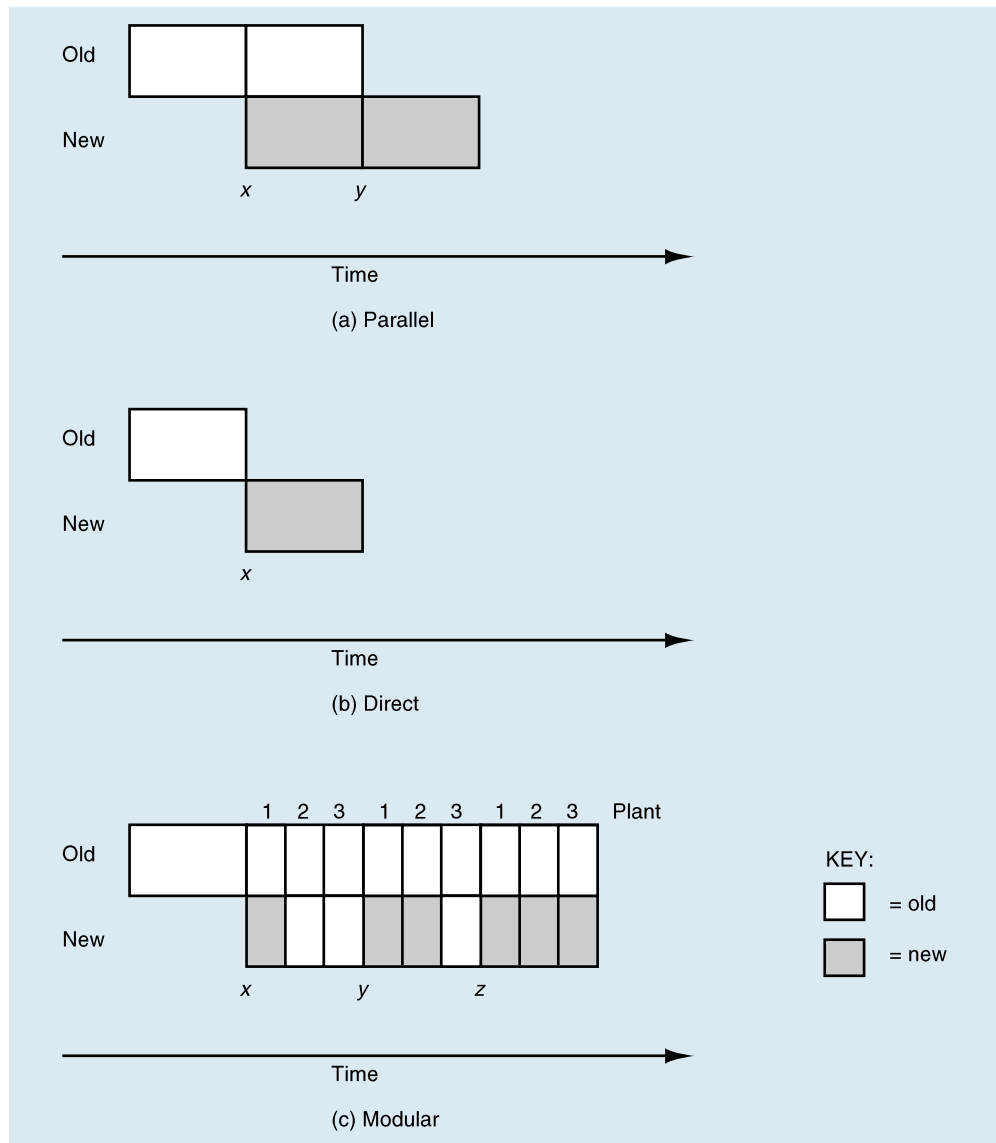 Old
New
x y
Time
(a) Parallel
Old
New
x
Time
(b) Direct
1 2 3 1 2 3 1 2 3 Plant
Old
New
x y z
Time
(c) Modular
KEY:
= old
= new